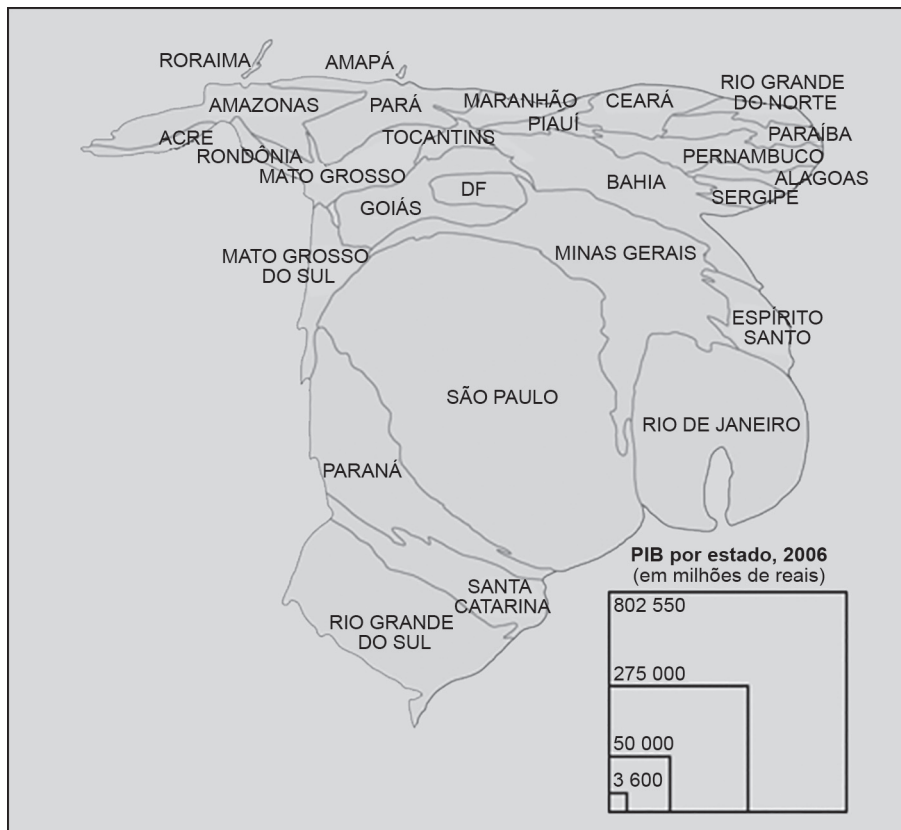 RORAIMA
AMAPÁ
RIO GRANDE
DO NORTE
AMAZONAS
PARÁ
MARANHÃO
CEARÁ
ACRE
TOCANTINS
PIAUÍ
PARAÍBA
RONDÔNIA
PERNAMBUCO
MATO GROSSO
DF
BAHIA
ALAGOAS
SERGIPE
GOIÁS
MATO GROSSO
DO SUL
MINAS GERAIS
ESPÍRITO
SANTO
SÃO PAULO
RIO DE JANEIRO
PARANÁ
SANTA
CATARINA
RIO GRANDE
DO SUL
PIB por estado, 2006
(em milhões de reais)
802 550
275 000
50 000
3 600